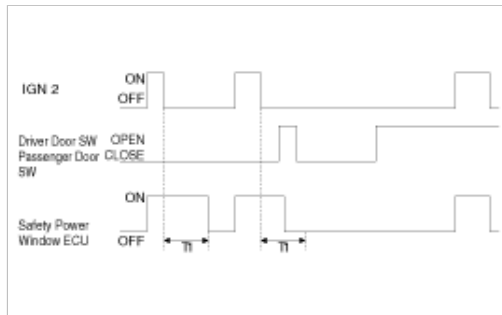 IGN 2
ON
OFF
Driver Door SW
Passenger Door
SW
OPEN
CLOSE
Safety Power
Window ECU
ON
OFF
T1
T1